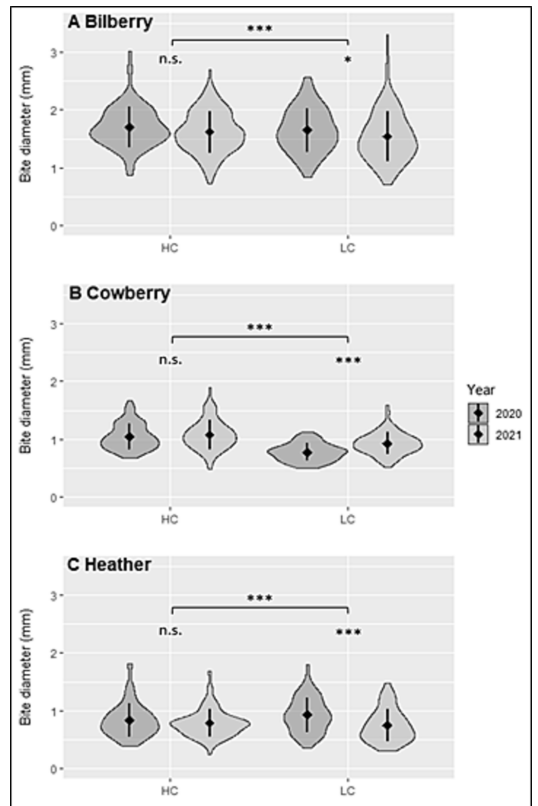 A Bilberry
***
n.s.
*
3
2
1
0
Bite diameter (mm)
HC
LC
B Cowberry
***
n.s.
***
3
2
1
0
Bite diameter (mm)
HC
LC
Year
2020
2021
C Heather
***
n.s.
***
3
2
1
0
Bite diameter (mm)
HC
LC